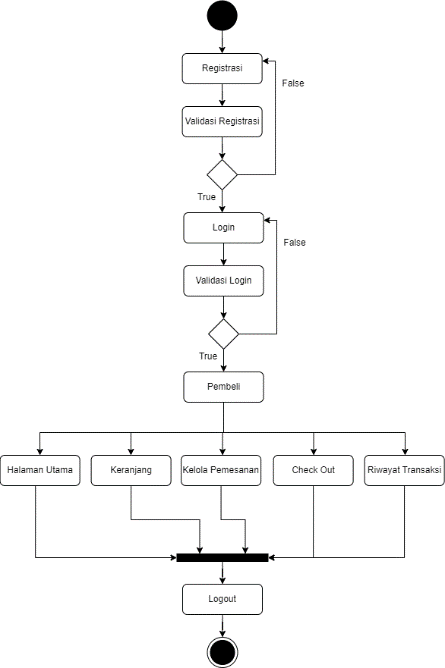 Registrasi
False
Validasi Registrasi
True
Login
False
Validasi Login
True
Pembeli
Halaman Utama
Keranjang
Kelola Pemesanan
Check Out
Riwayat Transaksi
Logout